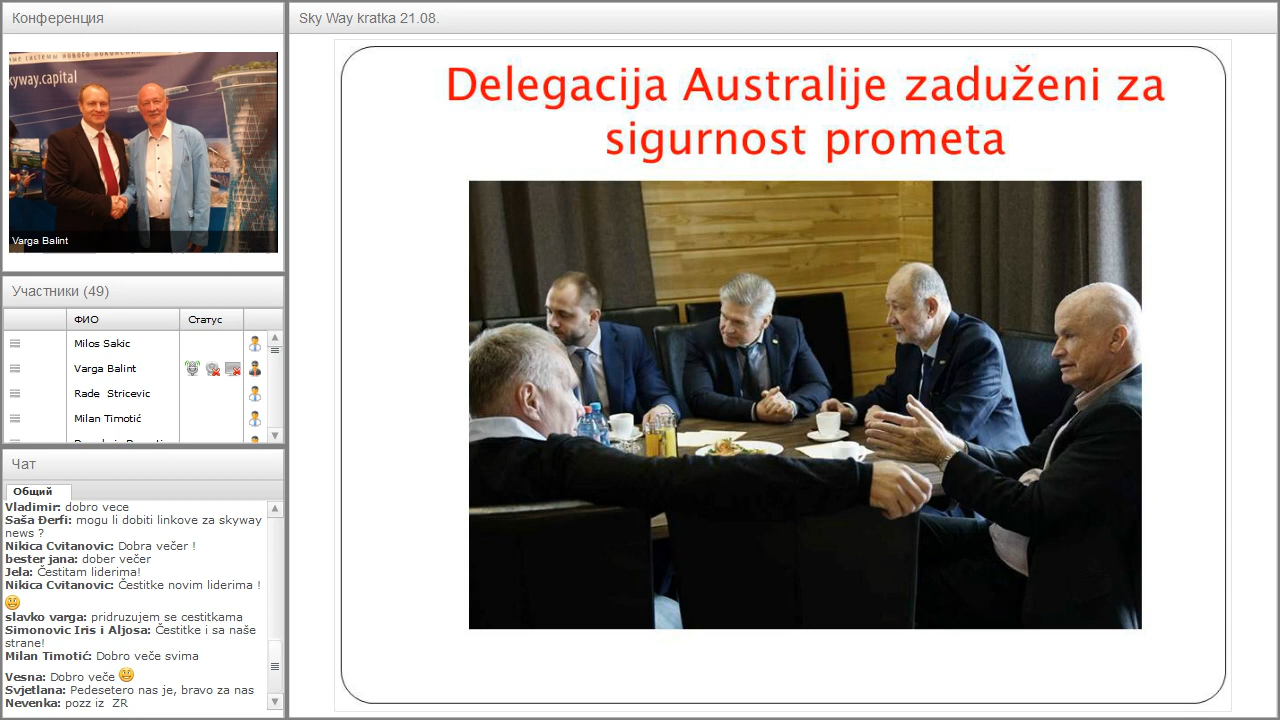 Конференция
kyway.capital
Varga Balint
Участники (49)
ФИО
Статус
Milos Sakic
Varga Balint
Rade Stricevic
Milan Timotić
Чат
Общий
Vladimir: dobro vece
Saša Đerfi: mogu li dobiti linkove za skyway
news ?
Nikica Cvitanovic: Dobra večer !
bester jana: dober večer
Jela: Čestitam liderima!
Nikica Cvitanovic: Čestitke novim liderima !
slavko varga: pridruzujem se cestitkama
Simonovic Iris i Aljosa: Čestitke i sa naše
strane!
Milan Timotić: Dobro veče svima
Vesna: Dobro veče
Svjetlana: Pedesetero nas je, bravo za nas
Nevenka: pozz iz ZR
Sky Way kratka 21.08.
Delegacija Australije zaduženi za
sigurnost prometa